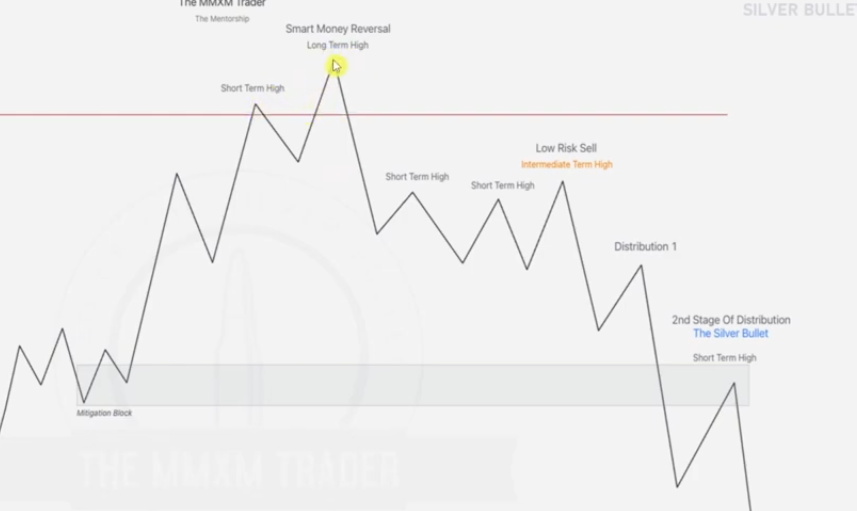 The MMXM Trader
The Mentorship
SILVER BULLE
Smart Money Reversal
Long Term High
Short Term High
Low Risk Sell
Intermediate Term High
Short Term High
Short Term High
Distribution 1
2nd Stage Of Distribution
The Silver Bullet
Short Term High
Mitigation Block
THE MMXM TRADER